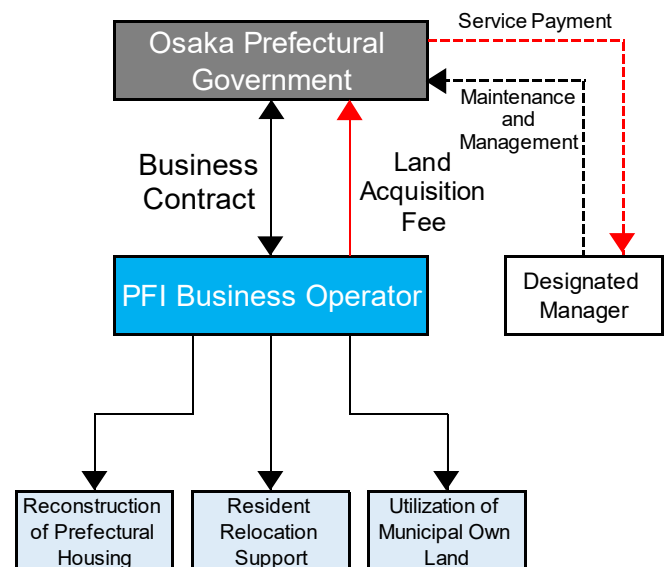 Service Payment
Osaka Prefectural
Government
Maintenance
and
Management
Business
Contract
Land
Acquisition
Fee
PFI Business Operator
Designated
Manager
Reconstruction
of Prefectural
Housing
Resident
Relocation
Support
Utilization of
Municipal Own
Land